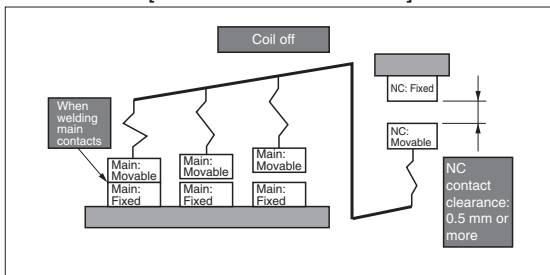 Coil off
NC: Fixed
When
welding
main
contacts
NC:
Movable
Main:
Movable
Main:
Movable
Main:
Movable
Main:
Fixed
Main:
Fixed
Main:
Fixed
NC
contact
clearance:
0.5 mm or
more